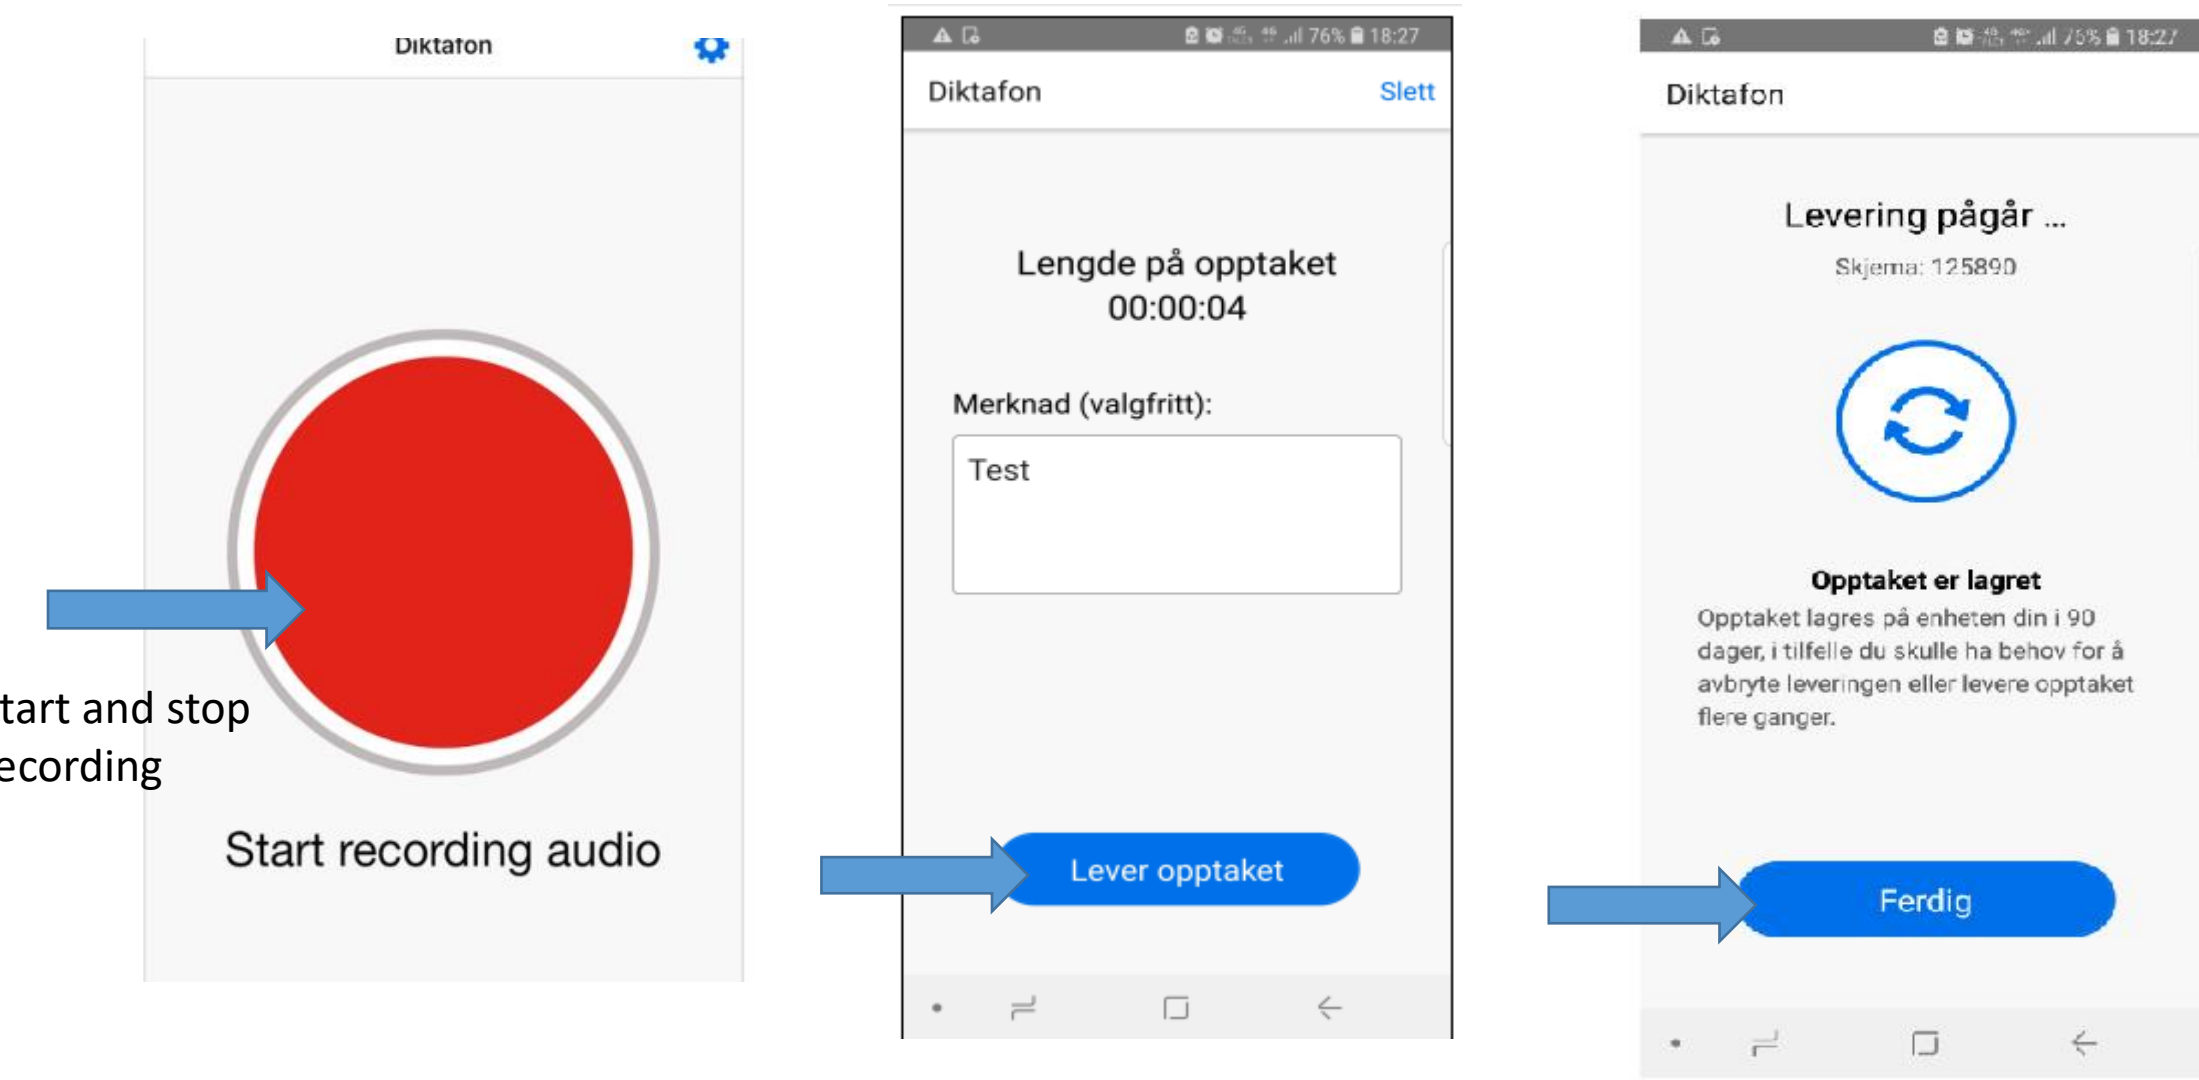 Diktafon
tart and stop
ecording
Start recording audio
76% 18:27
Diktafon Slett
Lengde på opptaket
00:00:04
Merknad (valgfritt):
Test
Lever opptaket
76% 18:27
Diktafon
Levering pågår ...
Skjema: 125890
Opptaket er lagret
Opptaket lagres på enheten din i 90
dager, i tilfelle du skulle ha behov for å
avbryte leveringen eller levere opptaket
flere ganger.
Ferdig